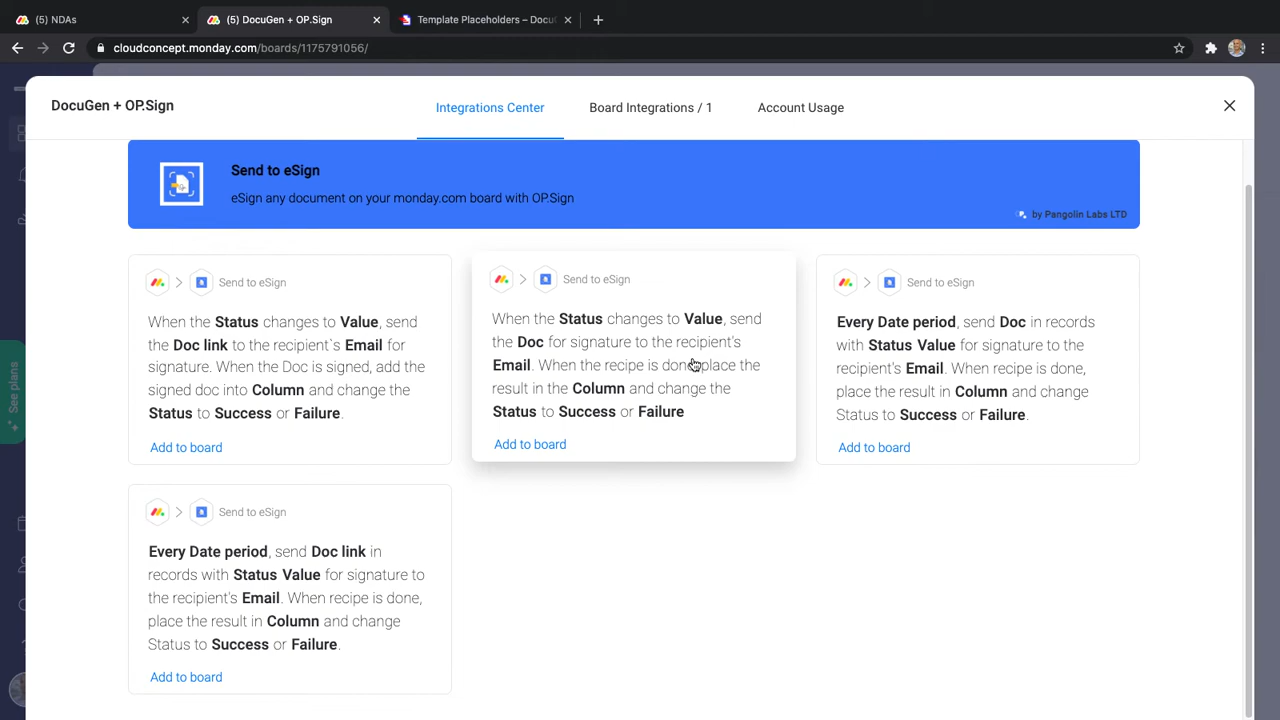 (5) NDAs
(5) DocuGen + OP.Sign
Template Placeholders – Docu
cloudconcept.monday.com/boards/1175791056/
DocuGen + OP.Sign
Integrations Center
Board Integrations / 1
Account Usage
See plans
Send to eSign
eSign any document on your monday.com board with OP.Sign
by Pangolin Labs LTD
Send to eSign
When the Status changes to Value, send
the Doc link to the recipient`s Email for
signature. When the Doc is signed, add the
signed doc into Column and change the
Status to Success or Failure.
Add to board
Send to eSign
When the Status changes to Value, send
the Doc for signature to the recipient's
Email. When the recipe is done, place the
result in the Column and change the
Status to Success or Failure
Add to board
Send to eSign
Every Date period, send Doc in records
with Status Value for signature to the
recipient's Email. When recipe is done,
place the result in Column and change
Status to Success or Failure.
Add to board
Send to eSign
Every Date period, send Doc link in
records with Status Value for signature to
the recipient's Email. When recipe is done,
place the result in Column and change
Status to Success or Failure.
Add to board